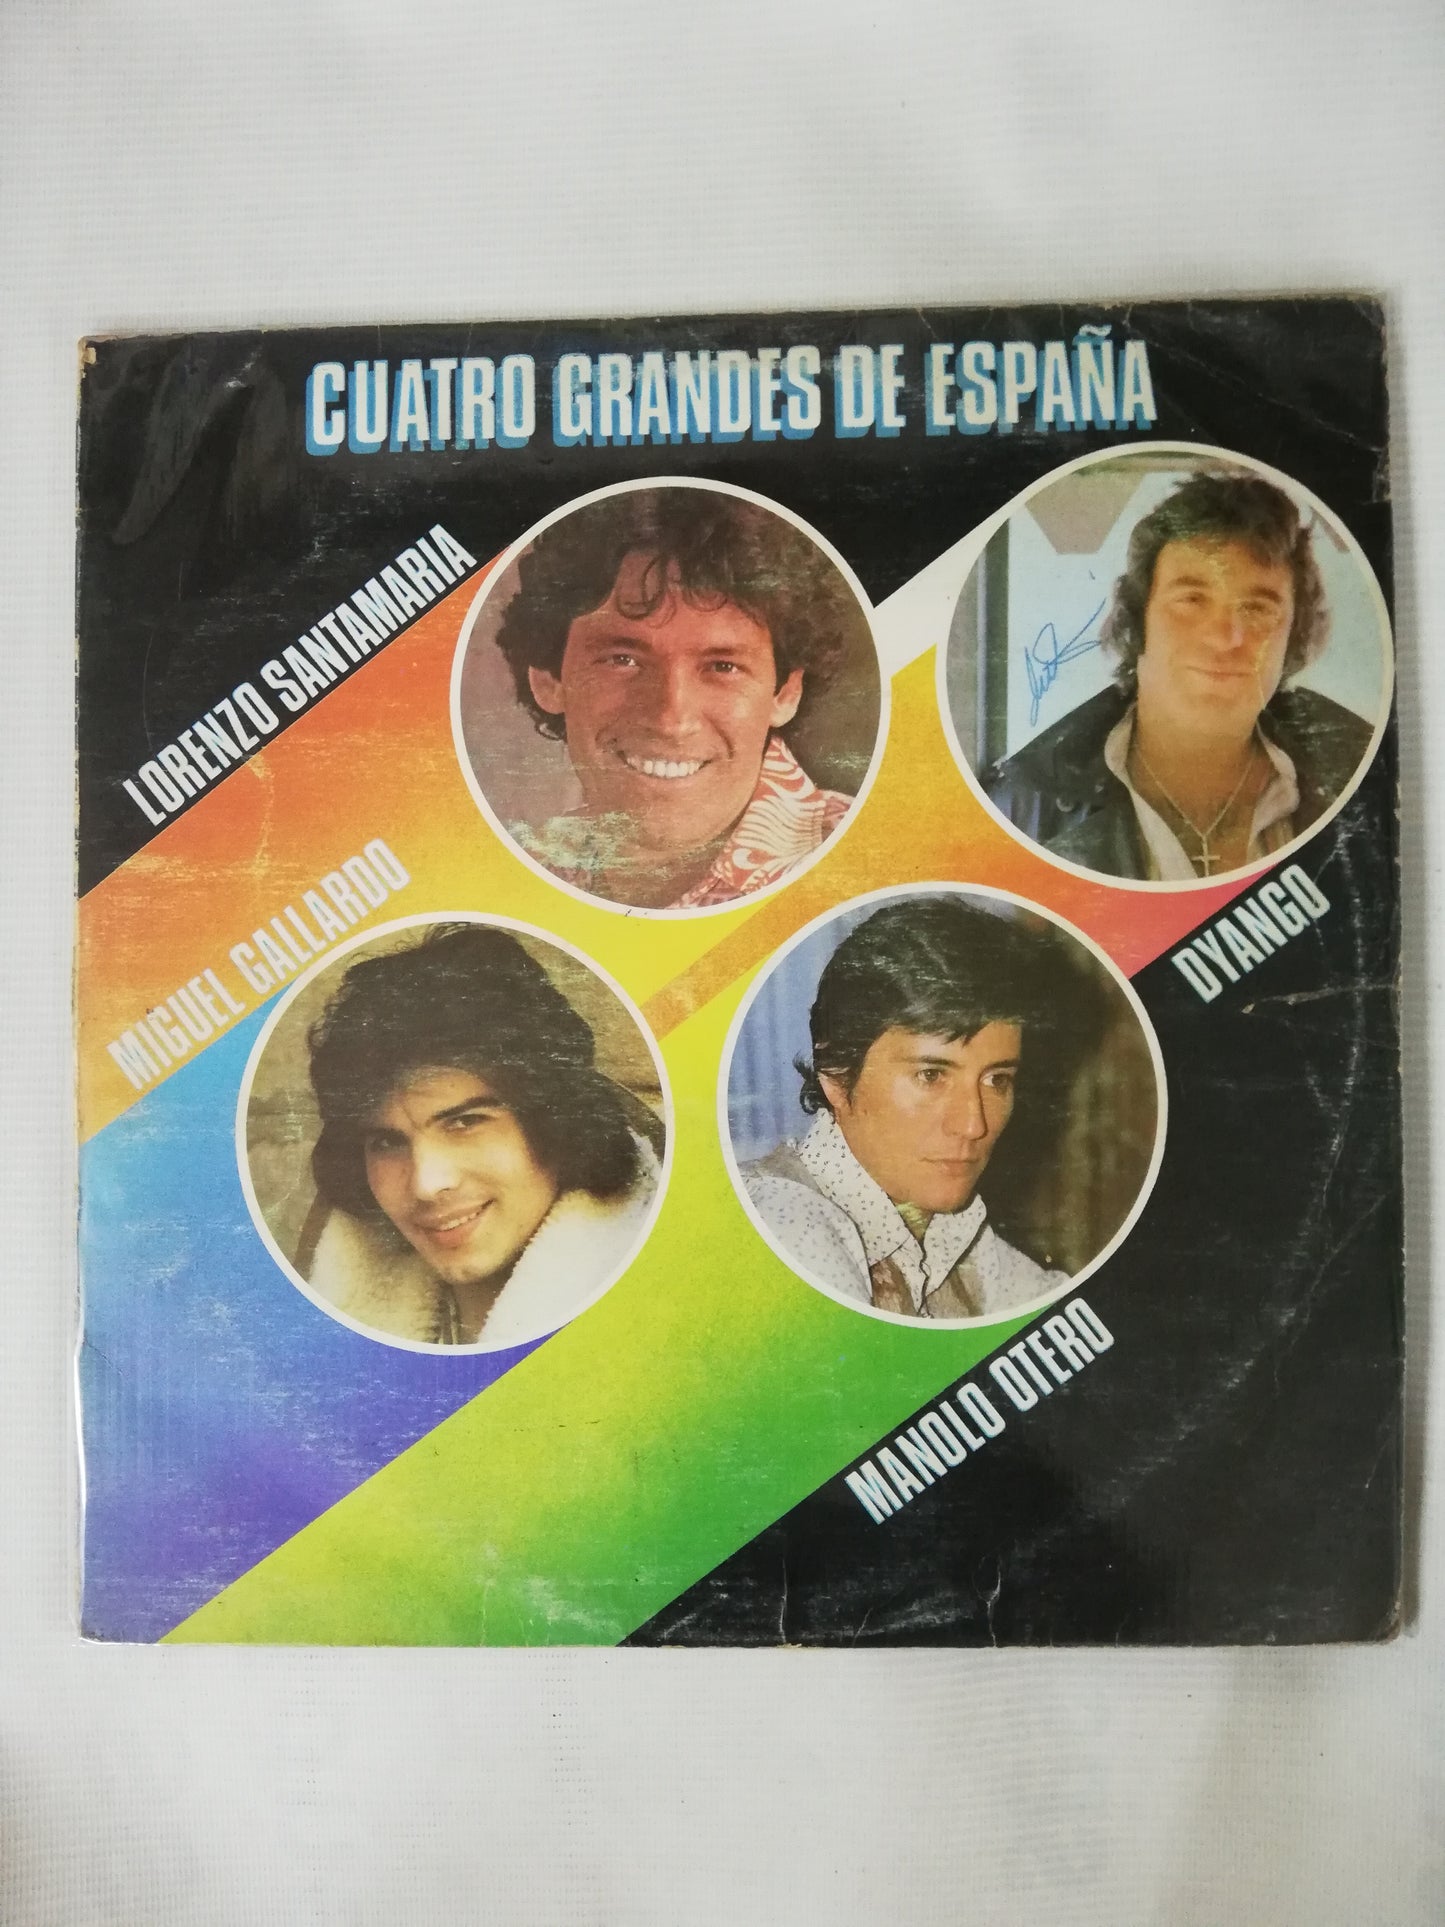 CUATRO GRANDES DE ESPAÑA
LORENZO SANTAMARIA
MIGUEL GALLARDO
DYANGO
MANOLO OTERO